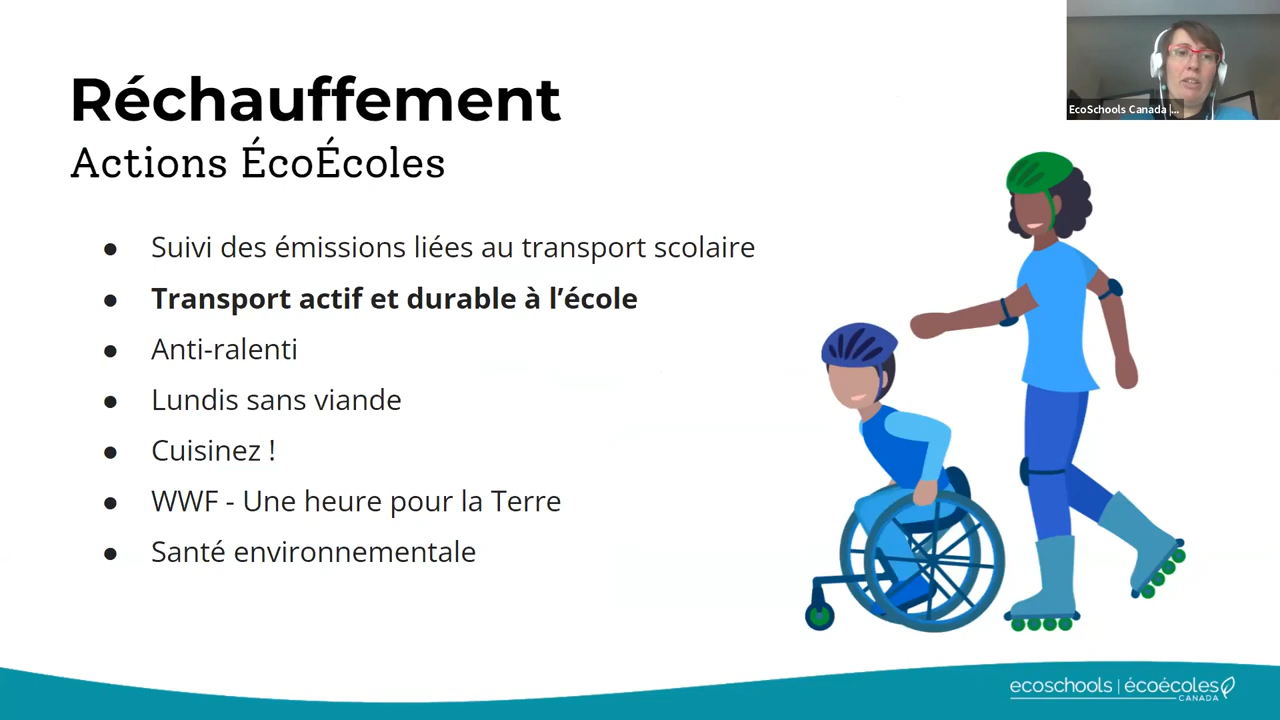 EcoSchools Canada |...
Réchauffement
Actions ÉcoÉcoles
● Suivi des émissions liées au transport scolaire
● Transport actif et durable à l’école
● Anti-ralenti
● Lundis sans viande
● Cuisinez !
● WWF - Une heure pour la Terre
● Santé environnementale
ecoschools | écoécoles
CANADA